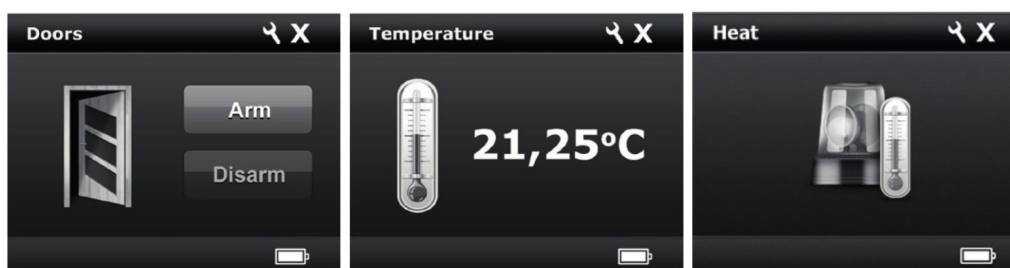 Doors X
Arm
Disarm
Temperature X
21,25°C
Heat X